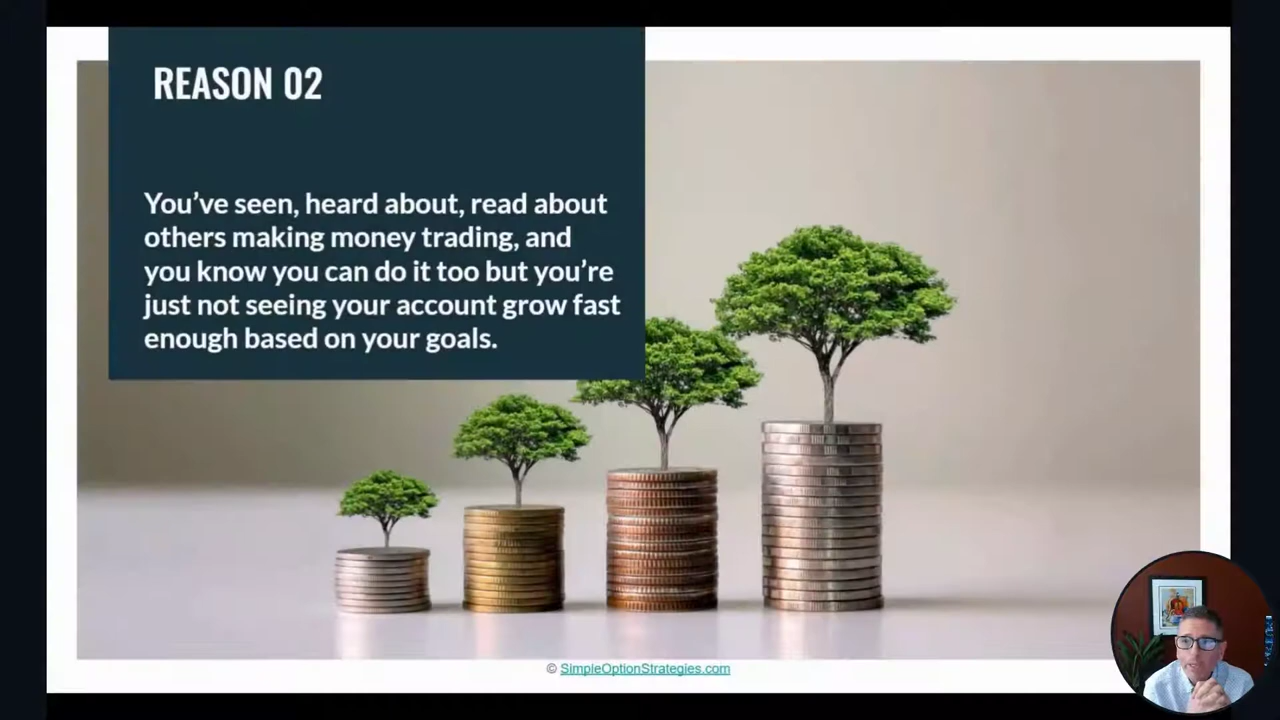 REASON 02
You’ve seen, heard about, read about
others making money trading, and
you know you can do it too but you’re
just not seeing your account grow fast
enough based on your goals.
© SimpleOptionStrategies.com